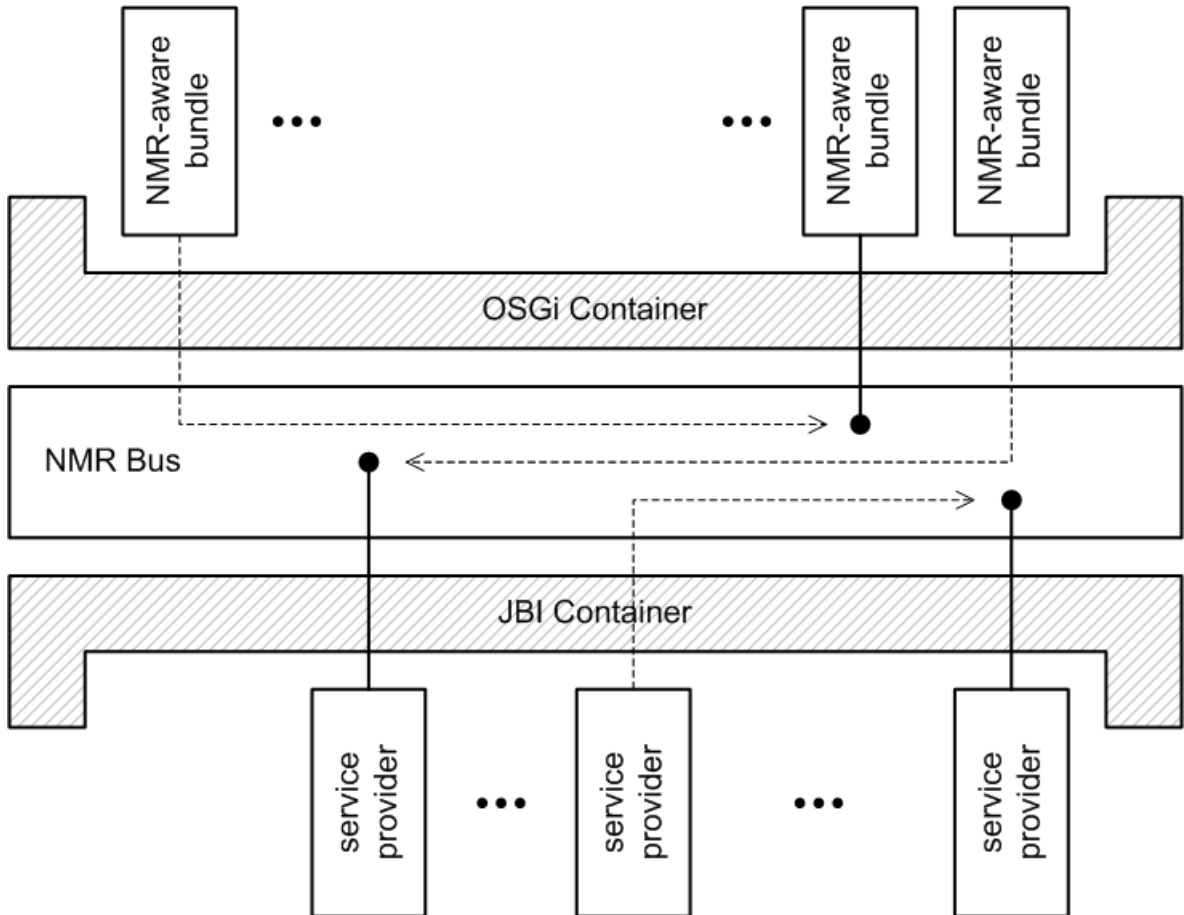 NMR-aware
bundle
NMR-aware
bundle
NMR-aware
bundle
OSGi Container
NMR Bus
JBI Container
service
provider
service
provider
service
provider